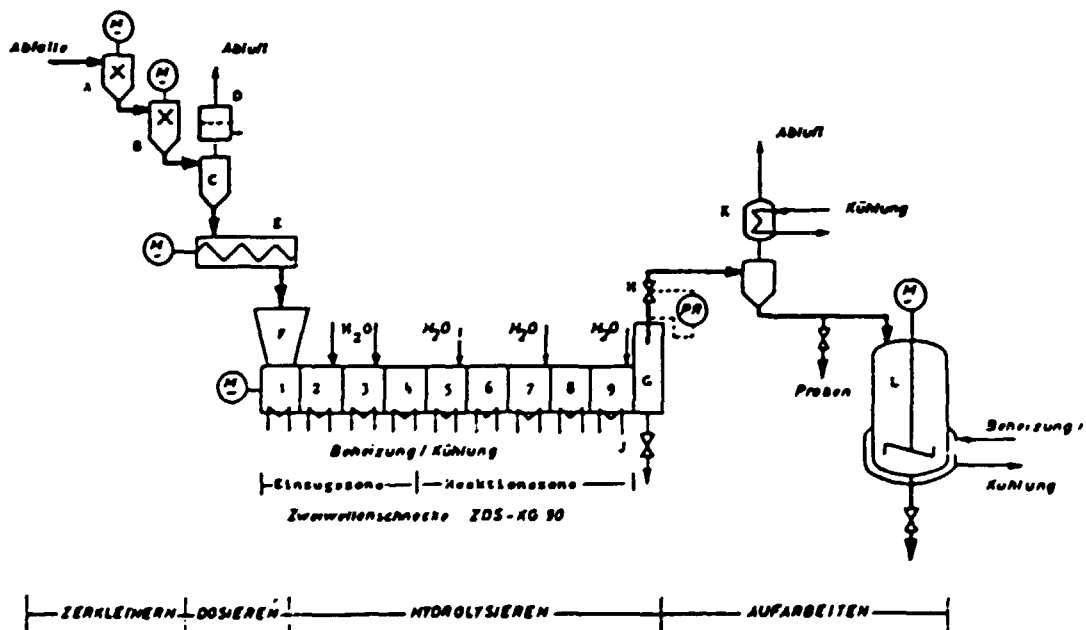 M
Abfälle
Abluft
M
A
D
X
X
B
C
Abluft
K
Kühlung
E
M
H
PR
M
F
H₂O
H₂O
H₂O
H₂O
G
L
M
1 2 3 4 5 6 7 8 9
Proben
J
Beheizung/
Kühlung
Beheizung / Kühlung
Einzugszone
Reaktionszone
Zweiwellenschnecke ZDS-KG 90
ZERKLEINERN
DOSIEREN
HYDROLYSIEREN
AUFARBEITEN